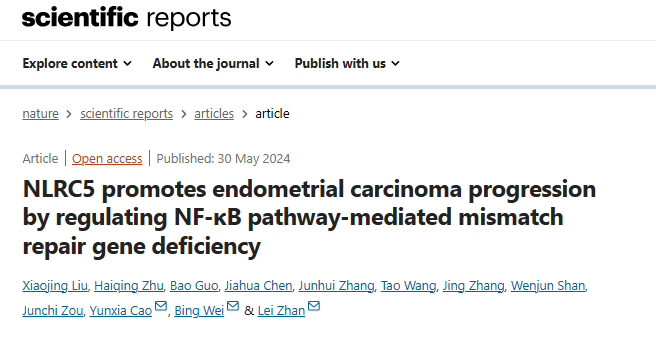 scientific reports
Explore content About the journal Publish with us
nature > scientific reports > articles > article
Article | Open access | Published: 30 May 2024
NLRC5 promotes endometrial carcinoma progression
by regulating NF-κB pathway-mediated mismatch
repair gene deficiency
Xiaojing Liu, Haiqing Zhu, Bao Guo, Jiahua Chen, Junhui Zhang, Tao Wang, Jing Zhang, Wenjun Shan,
Junchi Zou, Yunxia Cao, Bing Wei & Lei Zhan